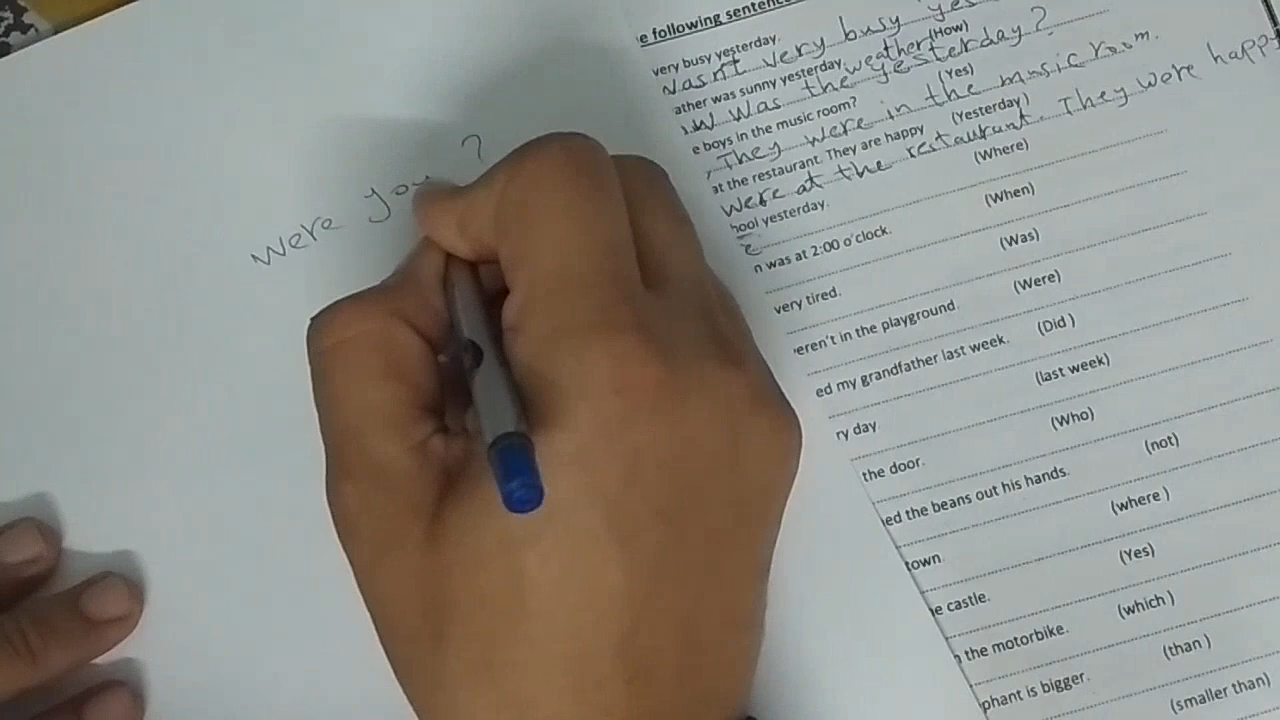 were you ?
e following sentenc
very busy yesterday.
Wasn't very busy yes
ather was sunny yesterday. (How)
w was the weather yesterday?
e boys in the music room? (Yes)
, They were in the music room.
at the restaurant. They are happy (Yesterday)
were at the restaurant. They were happy
hool yesterday. (Where)
e
n was at 2:00 o'clock. (When)
very tired. (Was)
eren't in the playground. (Were)
ed my grandfather last week. (Did )
ry day. (last week)
the door. (Who)
ed the beans out his hands. (not)
town. (where )
e castle. (Yes)
n the motorbike. (which )
phant is bigger. (than )
(smaller than)